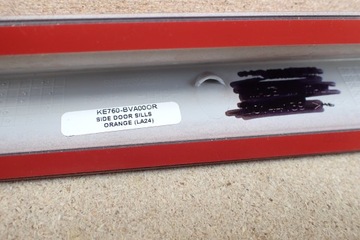 KE760-BVA00OR
SIDE DOOR SILLS
ORANGE (LA24)